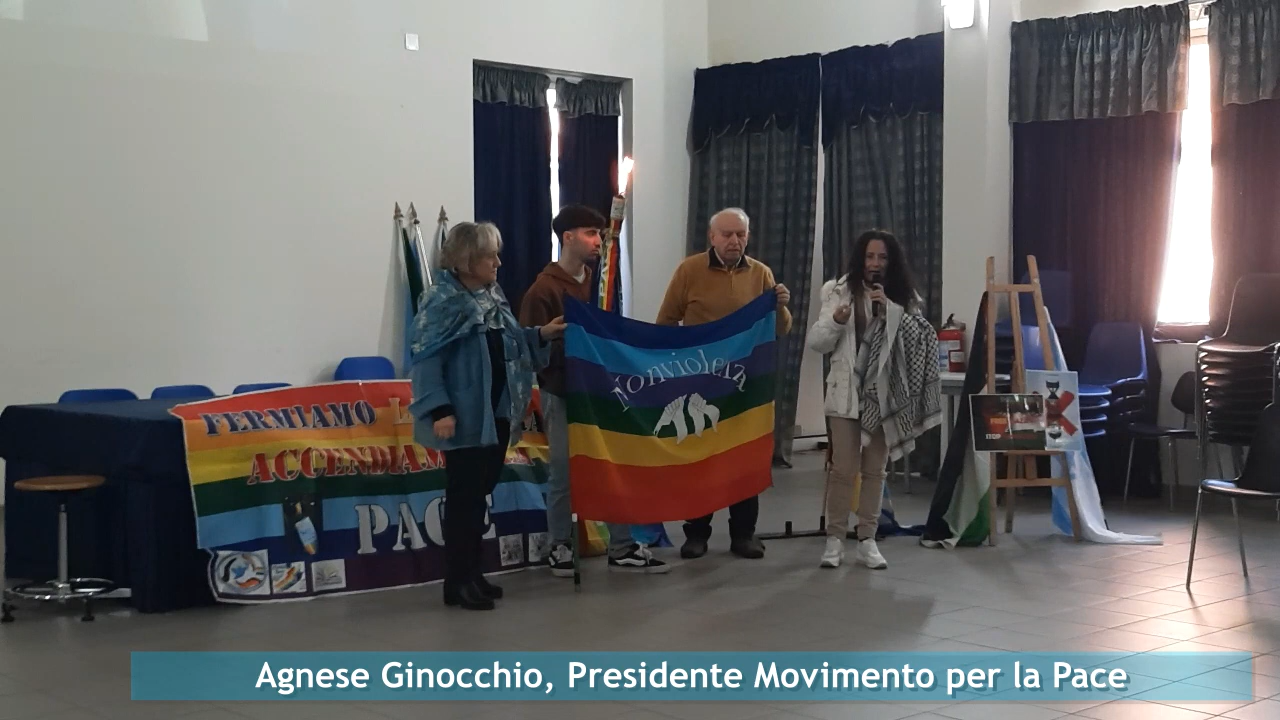 nonviolenza
FERMIAMO
ACCENDIAM
PACE
Agnese Ginocchio, Presidente Movimento per la Pace